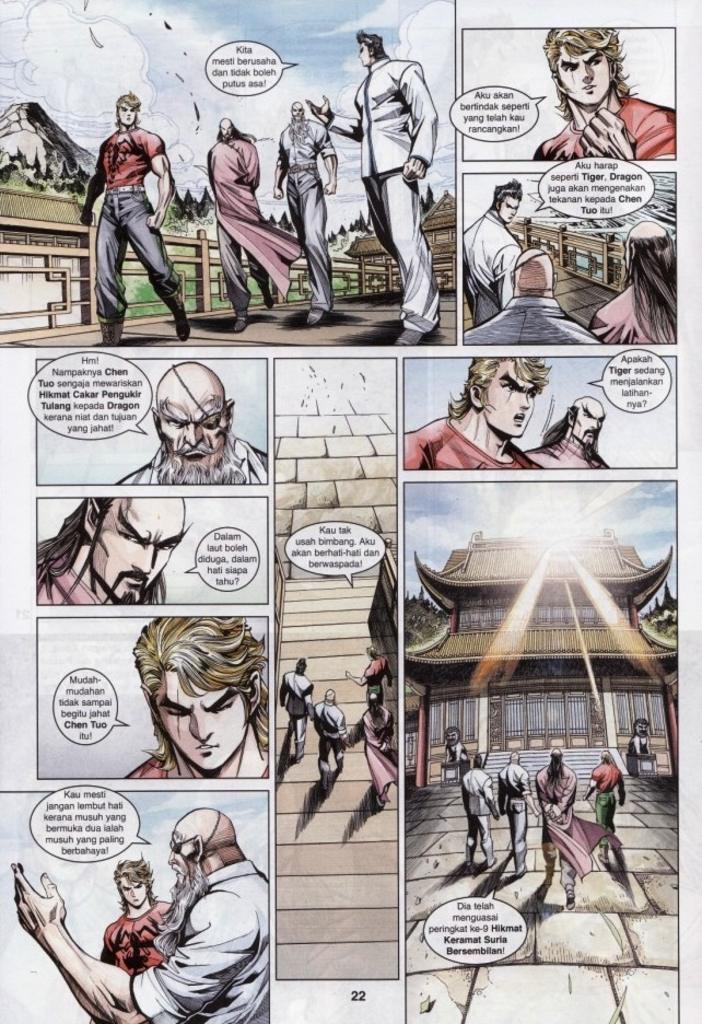 Kita
mesti berusaha
dan tidak boleh
putus asa!
Aku akan
bertindak seperti
yang telah kau
rancangkan!
Aku harap
seperti Tiger, Dragon
juga akan mengenakan
tekanan kepada Chen
Tuo itu!
Hm!
Nampaknya Chen
Tuo sengaja mewariskan
Hikmat Cakar Pengukir
Tulang kepada Dragon
kerana niat dan tujuan
yang jahat!
Dalam
laut boleh
diduga, dalam
hati siapa
tahu?
Mudah-
mudahan
tidak sampai
begitu jahat
Chen Tuo
itu!
Kau mesti
jangan lembut hati
kerana musuh yang
bermuka dua ialah
musuh yang paling
berbahaya!
Kau tak
usah bimbang. Aku
akan berhati-hati dan
berwaspada!
Apakah
Tiger sedang
menjalankan
latihan-
nya?
Dia telah
menguasai
peringkat ke-9 Hikmat
Keramat Suria
Bersembilan!
22